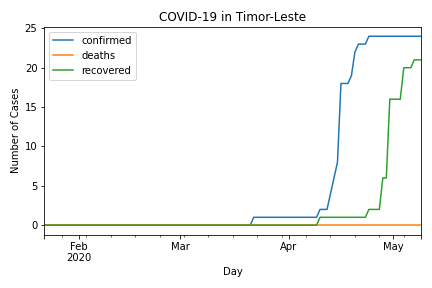 COVID-19 in Timor-Leste
25
20
15
10
5
0
Number of Cases
confirmed
deaths
recovered
Feb
2020
Mar
Apr
May
Day